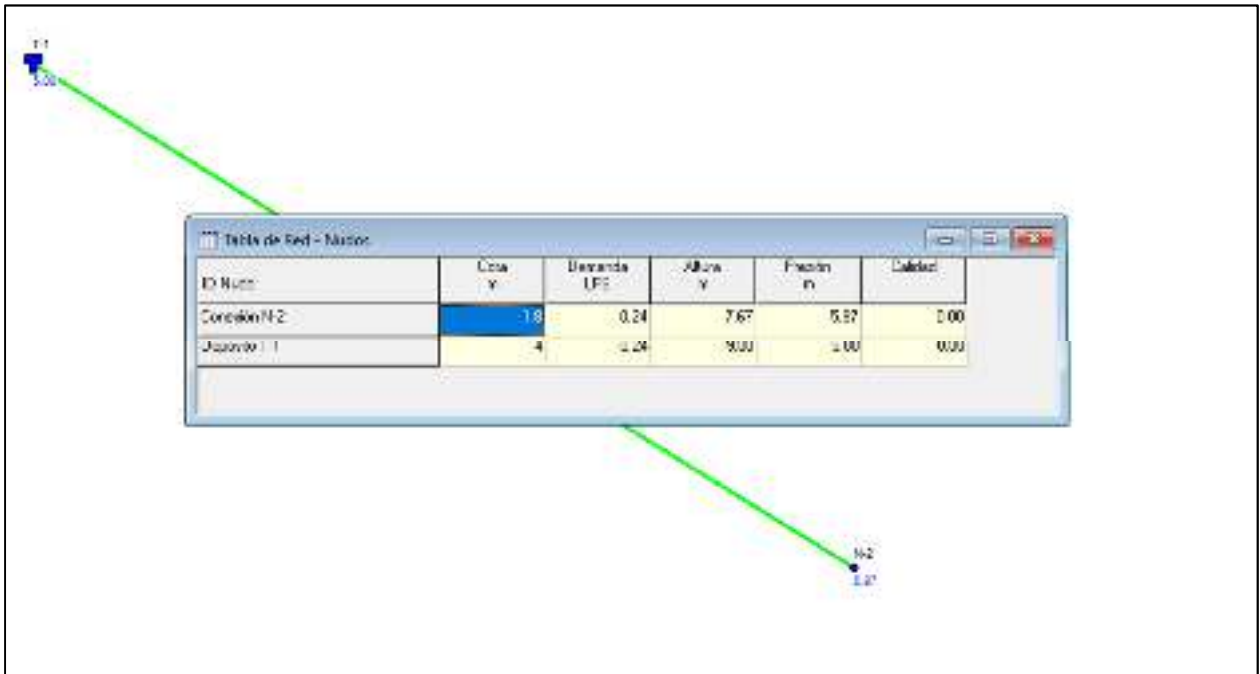 T-1
5.00
Tabla de Red - Nudos
ID Nudo
Cota
m
Demanda
LPS
Altura
m
Presión
m
Calidad
Conexión N-2
1.8
0.24
7.67
5.87
0.00
Depósito T-1
4
-0.24
9.00
5.00
0.00
N-2
5.87